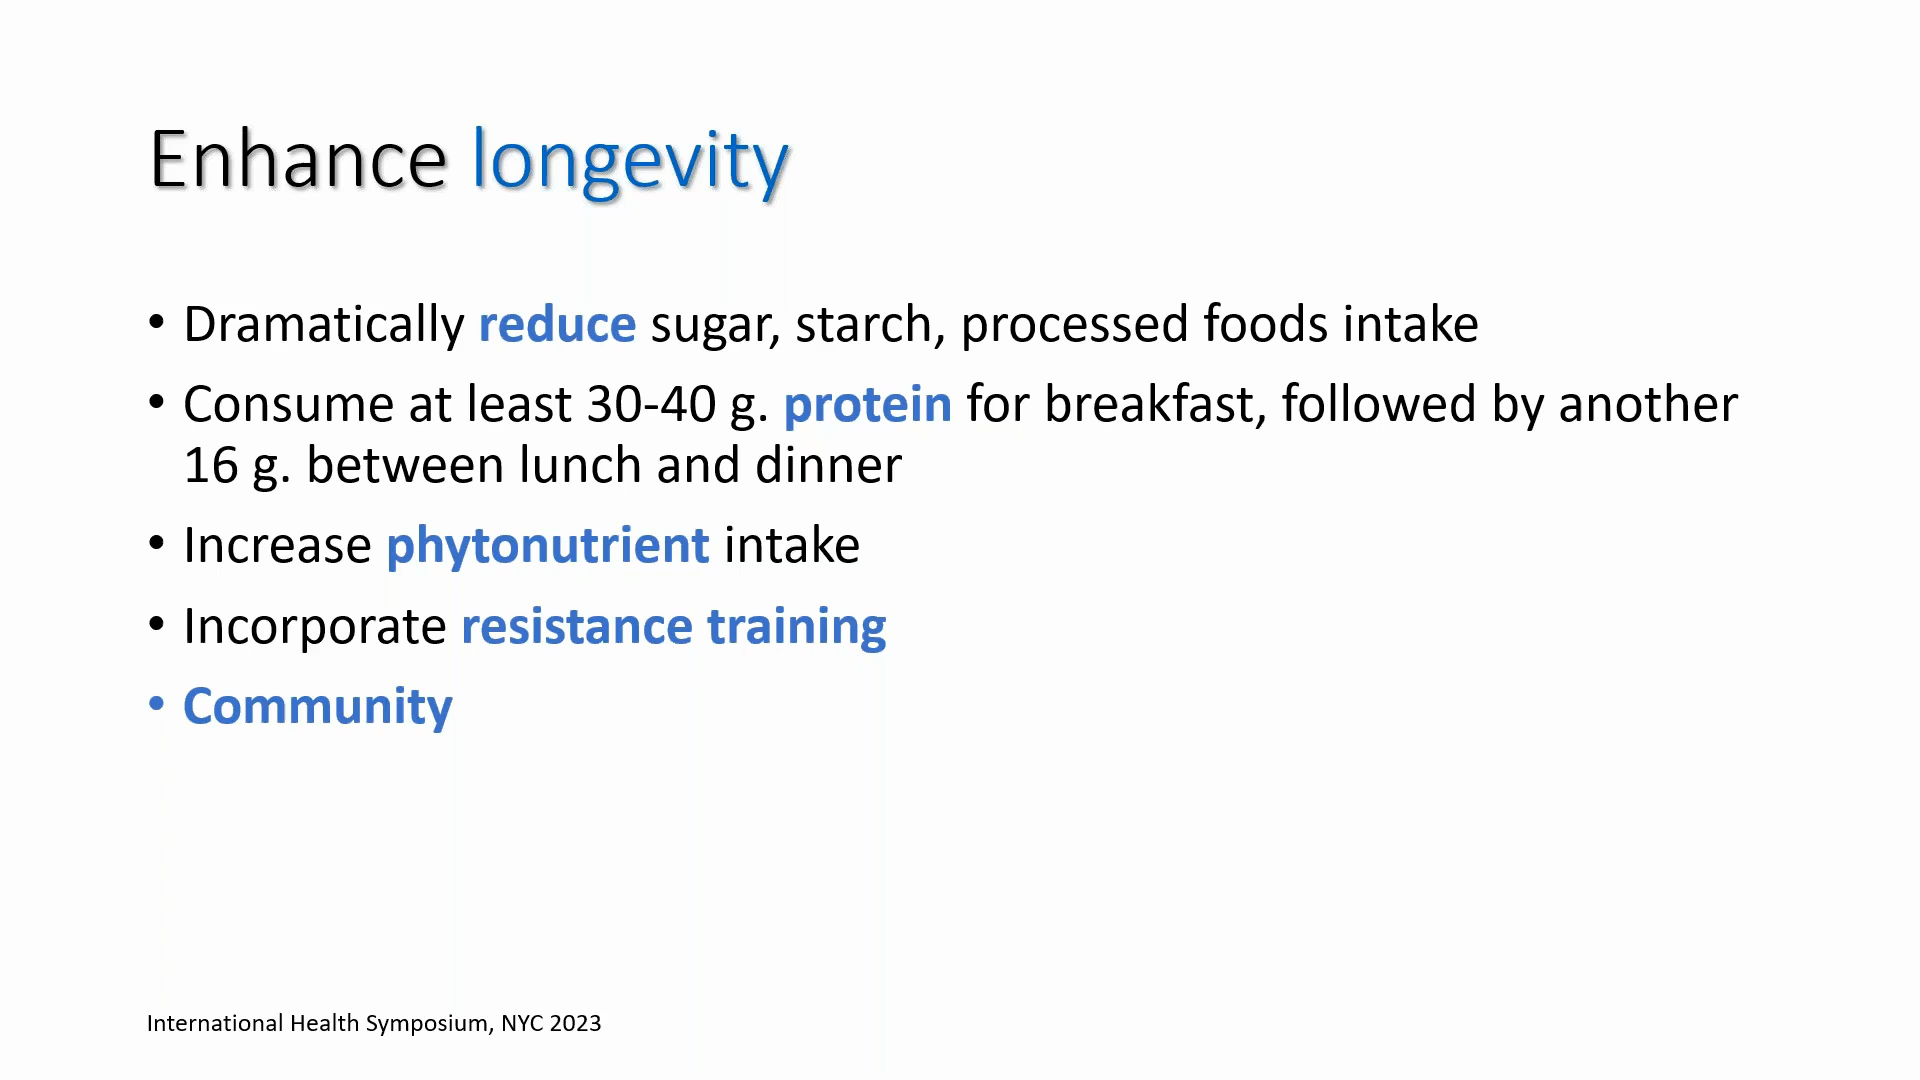 Enhance longevity
• Dramatically reduce sugar, starch, processed foods intake
• Consume at least 30-40 g. protein for breakfast, followed by another
16 g. between lunch and dinner
• Increase phytonutrient intake
• Incorporate resistance training
• Community
International Health Symposium, NYC 2023